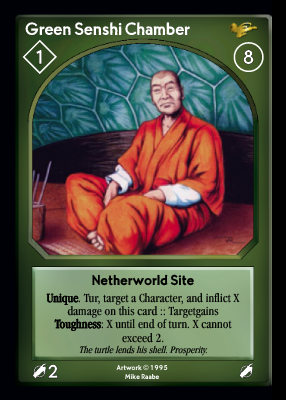 Green Senshi Chamber
1
8
Netherworld Site
Unique. Tur, target a Character, and inflict X
damage on this card :: Targetgains
Toughness: X until end of turn. X cannot
exceed 2.
The turtle lends his shell. Prosperity.
2
Artwork © 1995
Mike Raabe